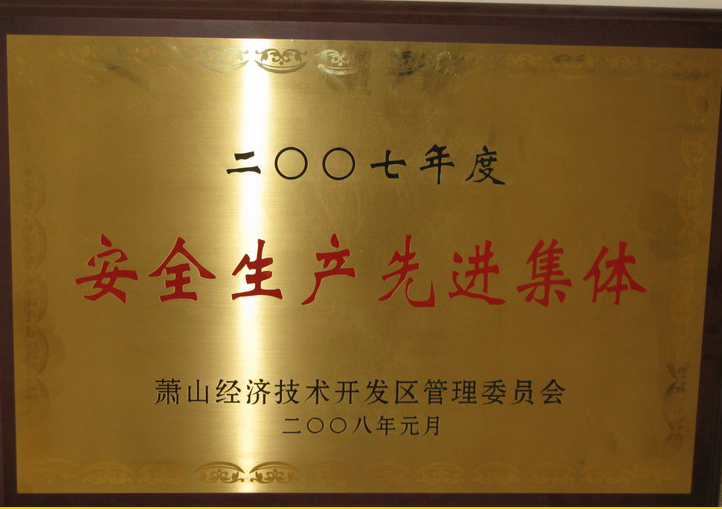 二〇〇七年度
安全生产先进集体
萧山经济技术开发区管理委员会
二〇〇八年元月